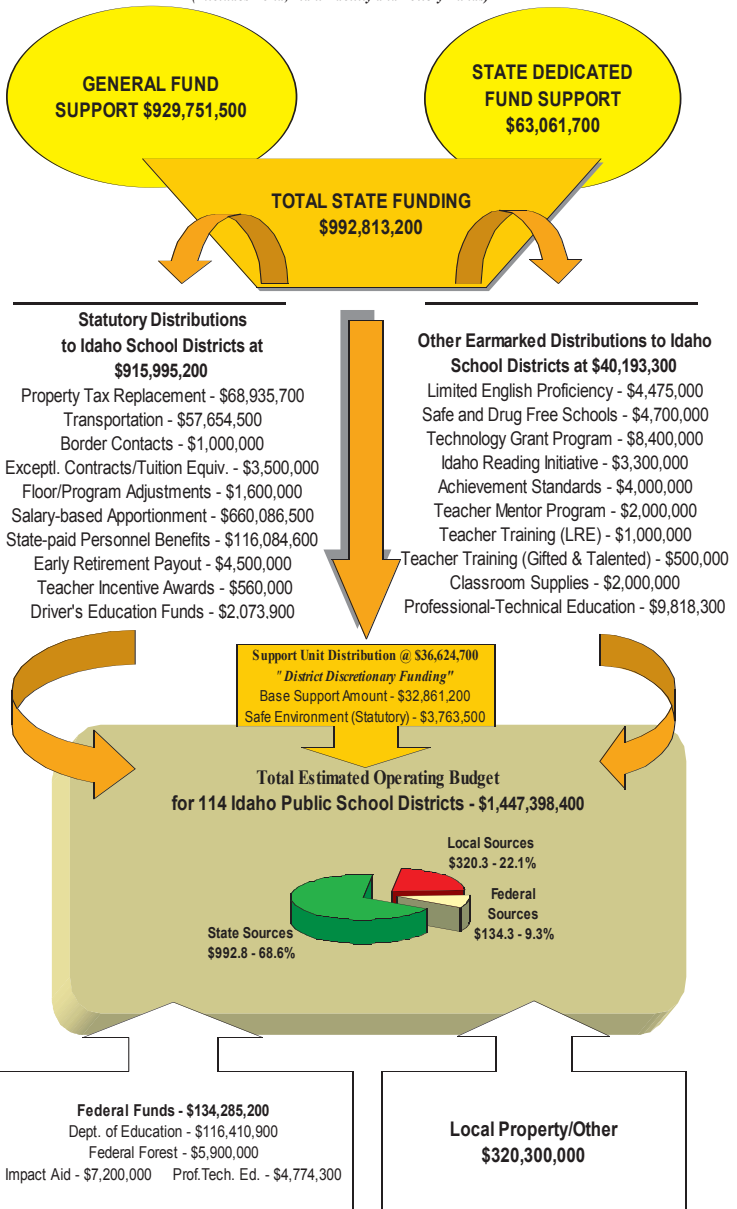 GENERAL FUND
SUPPORT $929,751,500
STATE DEDICATED
FUND SUPPORT
$63,061,700
TOTAL STATE FUNDING
$992,813,200
Statutory Distributions
to Idaho School Districts at
$915,995,200
Property Tax Replacement - $68,935,700
Transportation - $57,654,500
Border Contacts - $1,000,000
Exceptl. Contracts/Tuition Equiv. - $3,500,000
Floor/Program Adjustments - $1,600,000
Salary-based Apportionment - $660,086,500
State-paid Personnel Benefits - $116,084,600
Early Retirement Payout - $4,500,000
Teacher Incentive Awards - $560,000
Driver's Education Funds - $2,073,900
Other Earmarked Distributions to Idaho
School Districts at $40,193,300
Limited English Proficiency - $4,475,000
Safe and Drug Free Schools - $4,700,000
Technology Grant Program - $8,400,000
Idaho Reading Initiative - $3,300,000
Achievement Standards - $4,000,000
Teacher Mentor Program - $2,000,000
Teacher Training (LRE) - $1,000,000
Teacher Training (Gifted & Talented) - $500,000
Classroom Supplies - $2,000,000
Professional-Technical Education - $9,818,300
Support Unit Distribution @ $36,624,700
"District Discretionary Funding"
Base Support Amount - $32,861,200
Safe Environment (Statutory) - $3,763,500
Total Estimated Operating Budget
for 114 Idaho Public School Districts - $1,447,398,400
Local Sources
$320.3 - 22.1%
Federal
Sources
$134.3 - 9.3%
State Sources
$992.8 - 68.6%
Federal Funds - $134,285,200
Dept. of Education - $116,410,900
Federal Forest - $5,900,000
Impact Aid - $7,200,000 Prof.Tech. Ed. - $4,774,300
Local Property/Other
$320,300,000